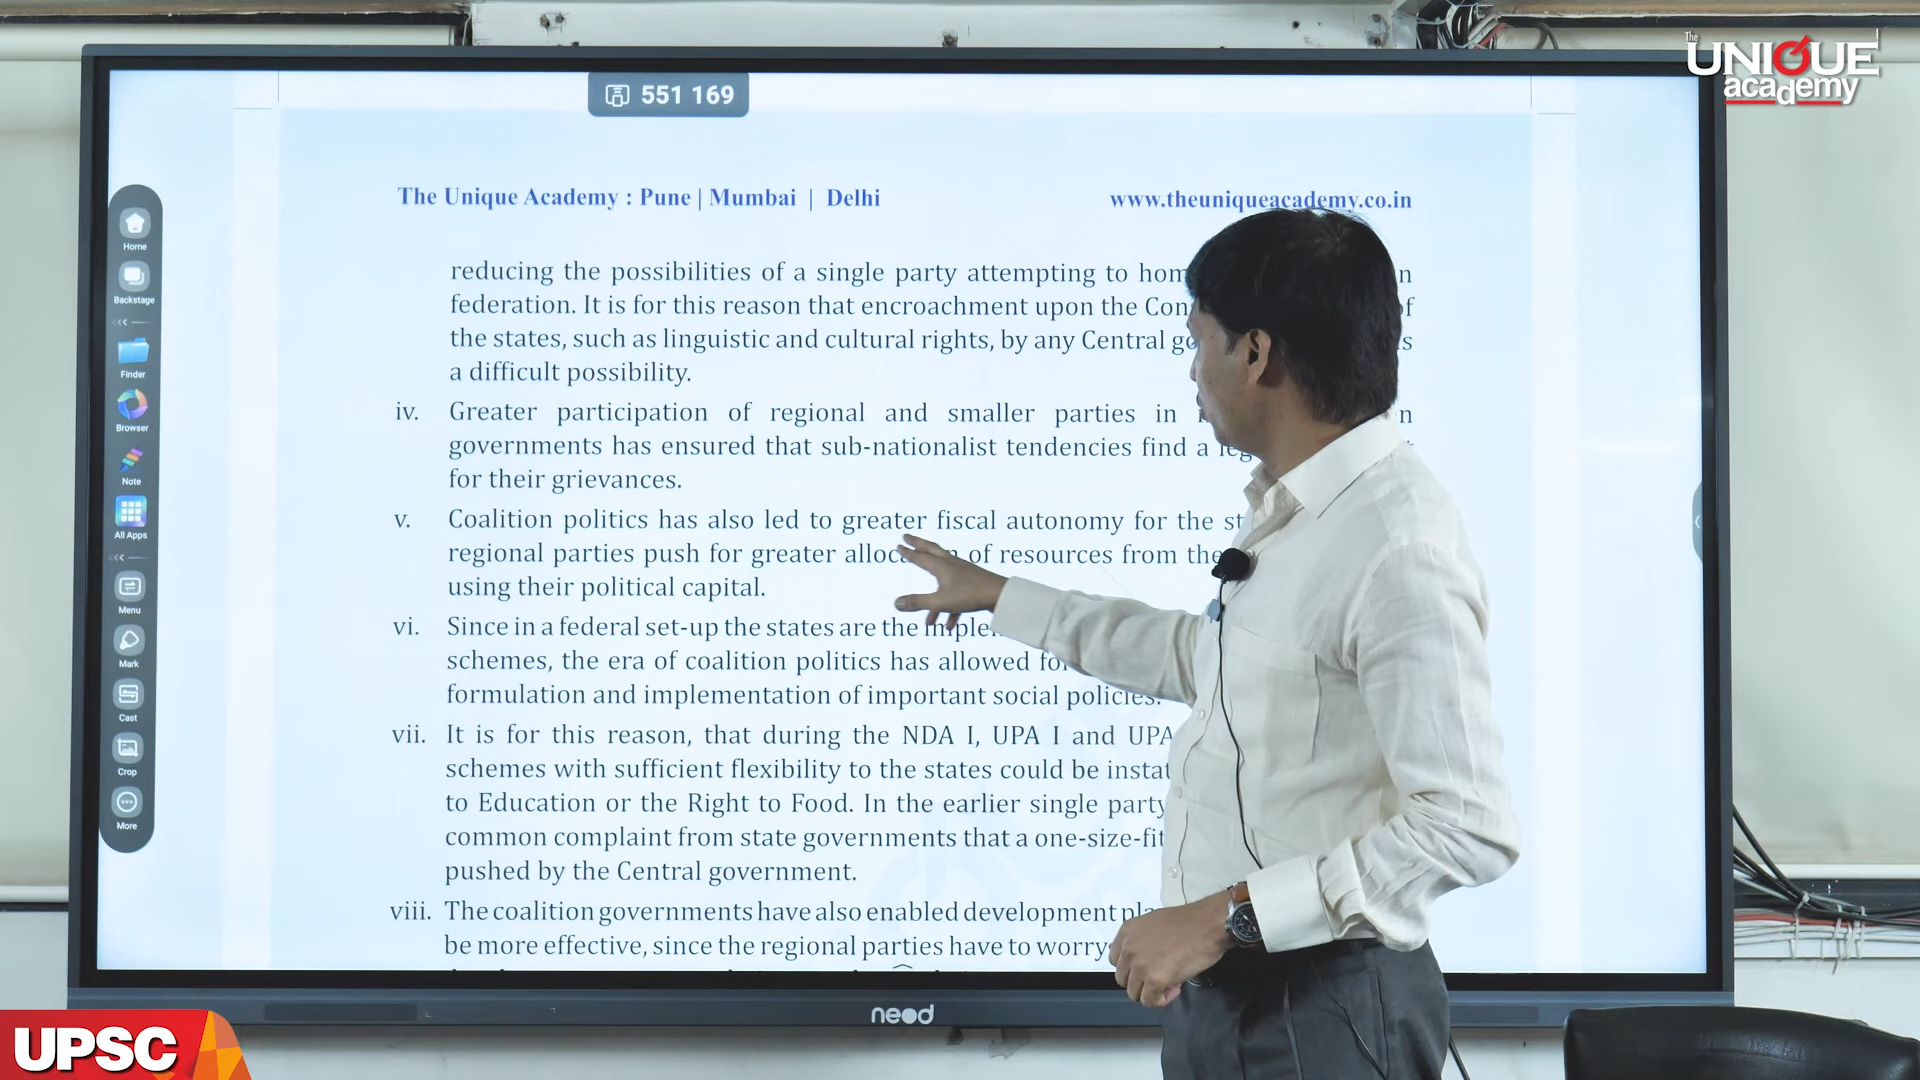 The UNIQUE academy
551 169
The Unique Academy : Pune | Mumbai | Delhi
www.theuniqueacademy.co.in
reducing the possibilities of a single party attempting to
federation. It is for this reason that encroachment upon the
the states, such as linguistic and cultural rights, by any Central
a difficult possibility.
iv. Greater participation of regional and smaller parties in
governments has ensured that sub-nationalist tendencies find a
for their grievances.
v. Coalition politics has also led to greater fiscal autonomy for the
regional parties push for greater of resources from the
using their political capital.
vi. Since in a federal set-up the states are the
schemes, the era of coalition politics has allowed
formulation and implementation of important social policies.
vii. It is for this reason, that during the NDA I, UPA I and UPA
schemes with sufficient flexibility to the states could be
to Education or the Right to Food. In the earlier single party
common complaint from state governments that a
pushed by the Central government.
viii. The coalition governments have also enabled development
be more effective, since the regional parties have to worry
Home
Backstage
Finder
Browser
Note
All Apps
Menu
Mark
Cast
Crop
More
neod
UPSC